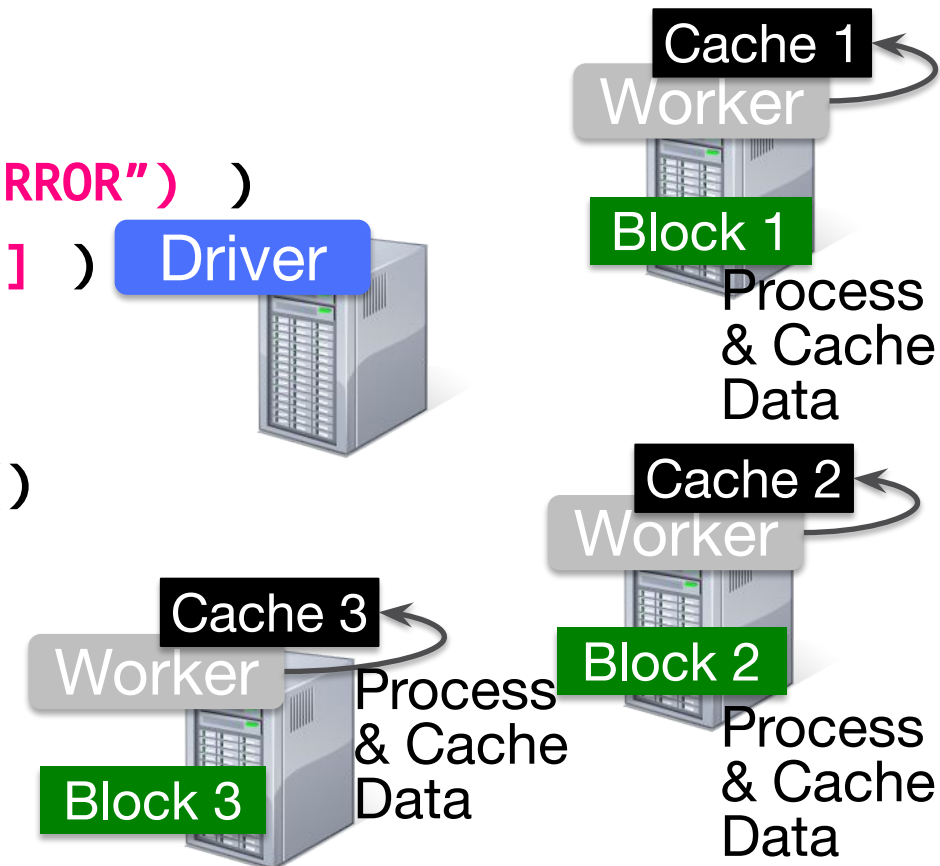 RROR") )
] )
)
Driver
Cache 1
Worker
Block 1
Process
& Cache
Data
Cache 2
Worker
Block 2
Process
& Cache
Data
Cache 3
Worker
Block 3
Process
& Cache
Data